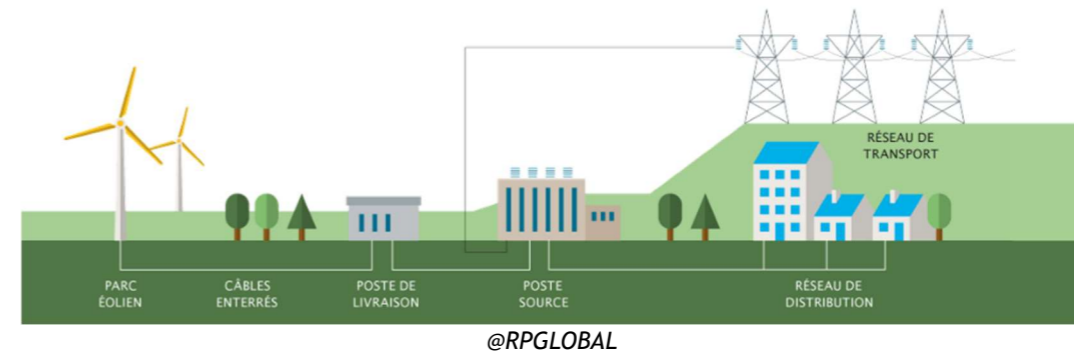 RÉSEAU DE
TRANSPORT
PARC
ÉOLIEN
CÂBLES
ENTERRÉS
POSTE DE
LIVRAISON
POSTE
SOURCE
RÉSEAU DE
DISTRIBUTION
@RPGLOBAL